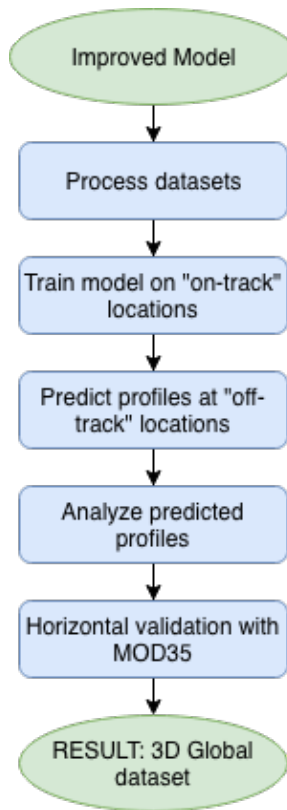 Improved Model
Process datasets
Train model on "on-track"
locations
Predict profiles at "off-
track" locations
Analyze predicted
profiles
Horizontal validation with
MOD35
RESULT: 3D Global
dataset